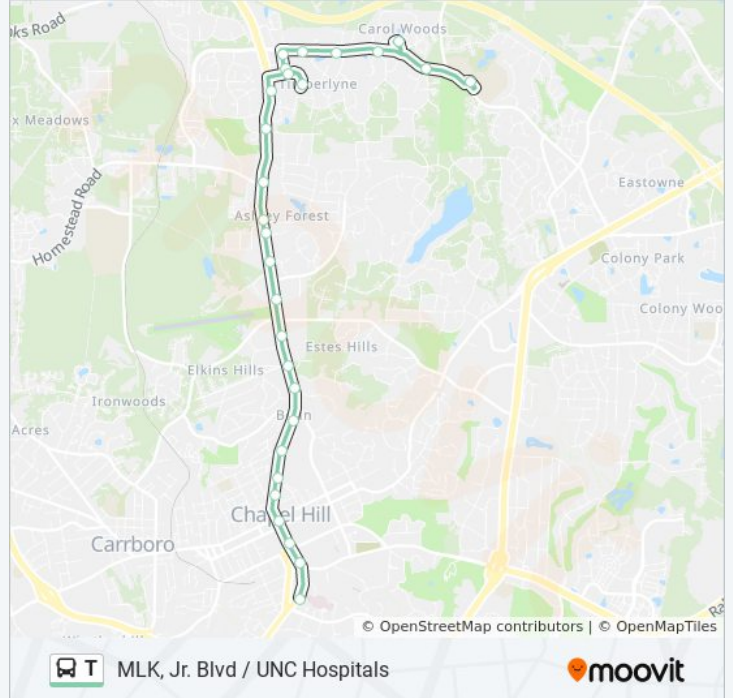 ks Road
Carol Woods
Timberlyne
x Meadows
Eastowne
Homestead Road
Ashley Forest
Colony Park
Colony Woo
Estes Hills
Elkins Hills
Ironwoods
Acres
Chapel Hill
Carrboro
Ra
© OpenStreetMap contributors | © OpenMapTiles
T MLK, Jr. Blvd / UNC Hospitals
moovit